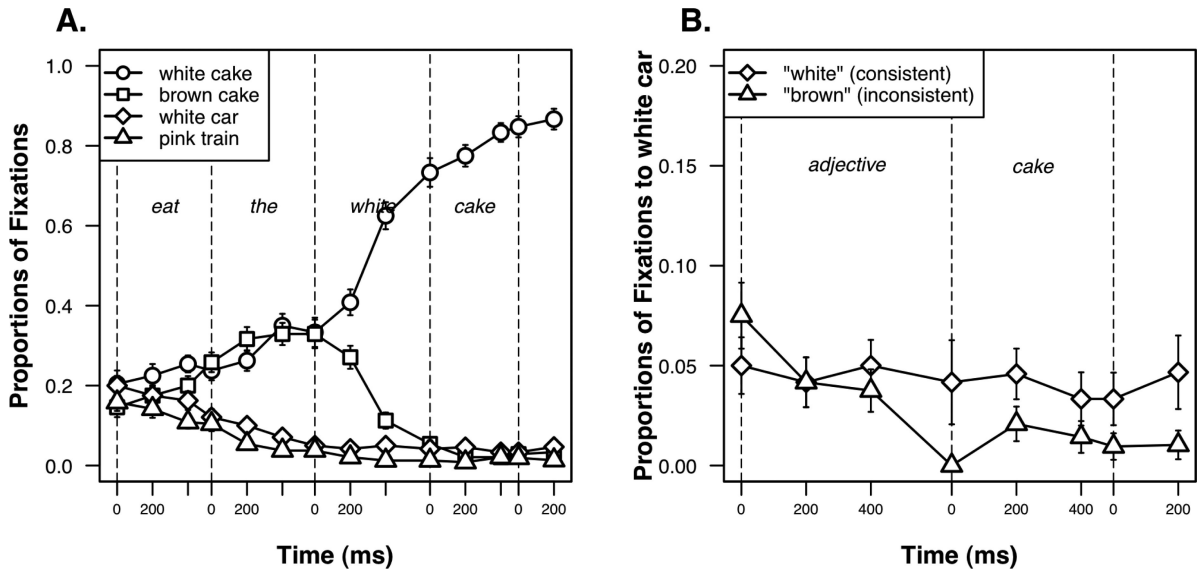 A.
Proportions of Fixations
1.0
0.8
0.6
0.4
0.2
0.0
white cake
brown cake
white car
pink train
eat the white cake
0 200 0 200 0 200 0 200 0 200
Time (ms)
B.
Proportions of Fixations to white car
0.20
0.15
0.10
0.05
0.00
"white" (consistent)
"brown" (inconsistent)
adjective cake
0 200 400 0 200 400 0 200
Time (ms)